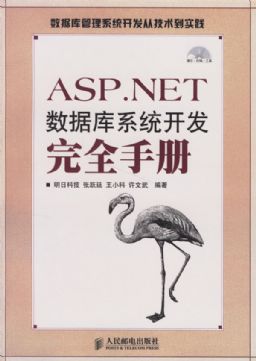 数据库管理系统开发从技术到实践
ASP.NET
数据库系统开发
完全手册
■ 明日科技 张跃廷 王小科 许文武 编著
人民邮电出版社
POSTS & TELECOM PRESS